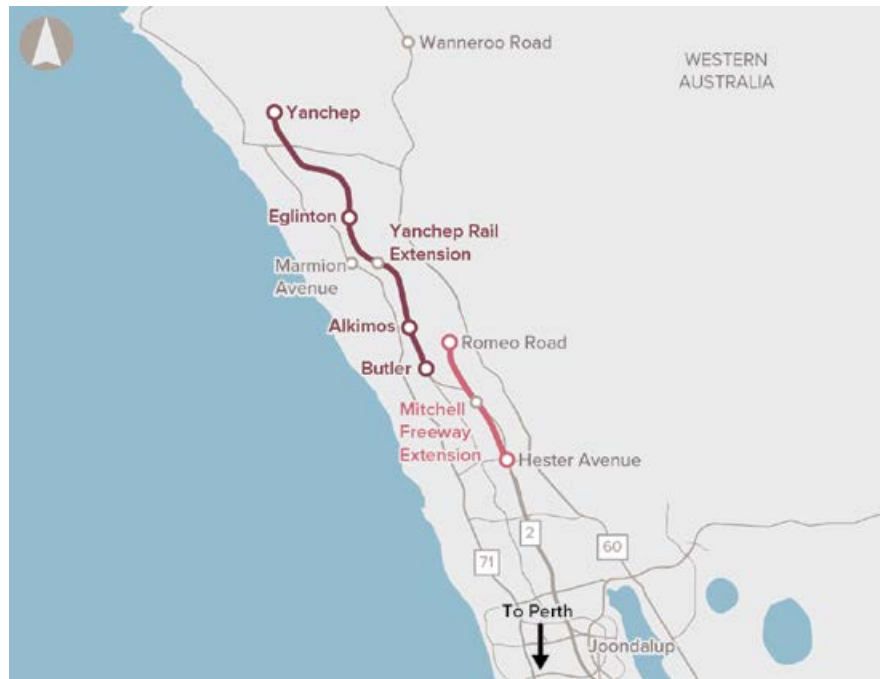 Wanneroo Road
WESTERN
AUSTRALIA
Yanchep
Eglinton
Yanchep Rail
Extension
Marmion
Avenue
Alkimos
Romeo Road
Butler
Mitchell
Freeway
Extension
Hester Avenue
2
60
71
To Perth
Joondalup